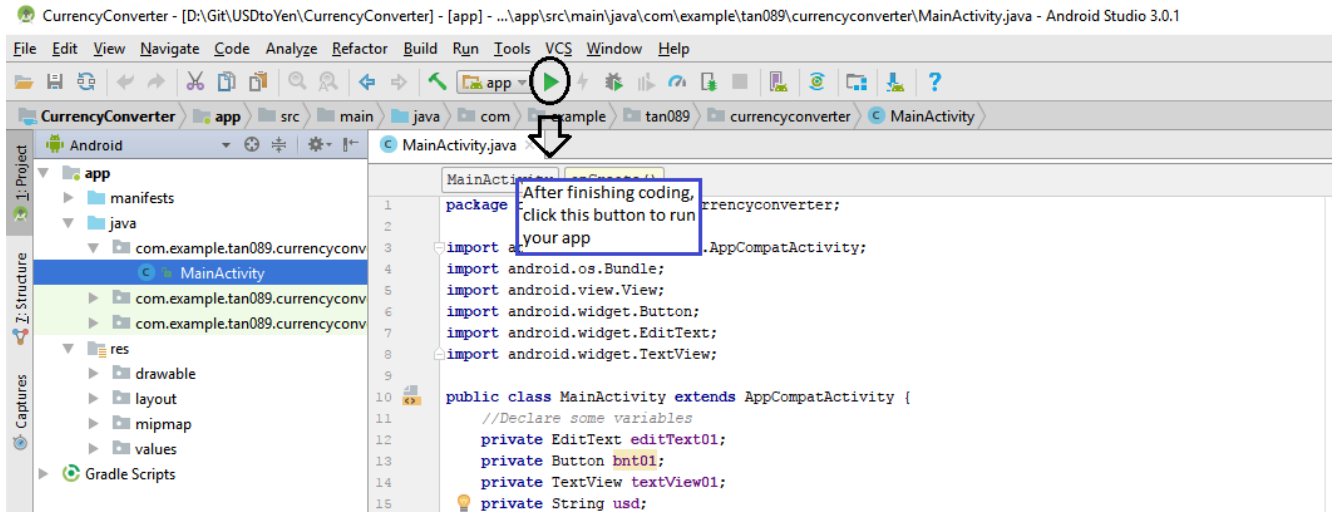 CurrencyConverter - [D:\Git\USDtoYen\CurrencyConverter] - [app] - ...\app\src\main\java\com\example\tan089\currencyconverter\MainActivity.java - Android Studio 3.0.1
File Edit View Navigate Code Analyze Refactor Build Run Tools VCS Window Help
app
CurrencyConverter app src main java com example tan089 currencyconverter MainActivity
1: Project
7: Structure
Captures
Android
app
manifests
java
com.example.tan089.currencyconv
MainActivity
com.example.tan089.currencyconv
com.example.tan089.currencyconv
res
drawable
layout
mipmap
values
Gradle Scripts
MainActivity.java
MainActivity onCreate()
After finishing coding,
click this button to run
your app
1 package rrencyconverter;
2
3 import .AppCompatActivity;
4 import android.os.Bundle;
5 import android.view.View;
6 import android.widget.Button;
7 import android.widget.EditText;
8 import android.widget.TextView;
9
10 public class MainActivity extends AppCompatActivity {
11 //Declare some variables
12 private EditText editText01;
13 private Button bnt01;
14 private TextView textView01;
15 private String usd;